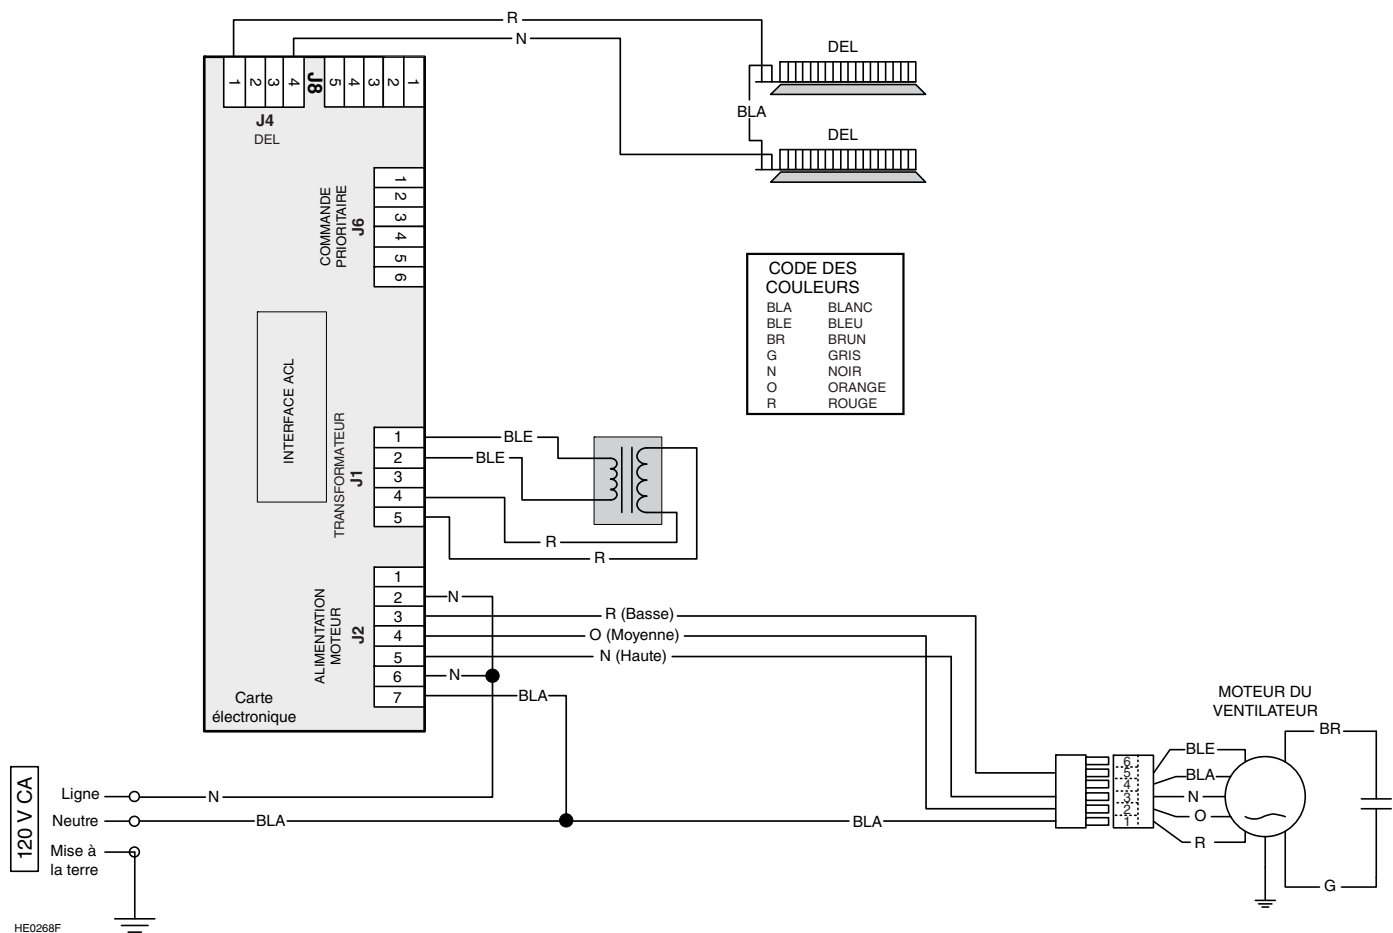 R
N
DEL
1 2 3 4 J8 5 4 3 2 1
J4
DEL
BLA
DEL
COMMANDE
PRIORITAIRE
J6
1
2
3
4
5
6
CODE DES
COULEURS
BLA BLANC
BLE BLEU
BR BRUN
G GRIS
N NOIR
O ORANGE
R ROUGE
INTERFACE ACL
TRANSFORMATEUR
J1
1
2
3
4
5
BLE
BLE
R
R
ALIMENTATION
MOTEUR
J2
1
2
3
4
5
6
7
N
R (Basse)
O (Moyenne)
N (Haute)
N
BLA
Carte
électronique
MOTEUR DU
VENTILATEUR
BR
6
5
4
3
2
1
BLE
BLA
N
O
R
G
120 V CA
Ligne
N
Neutre
BLA
BLA
Mise à
la terre
HE0268F